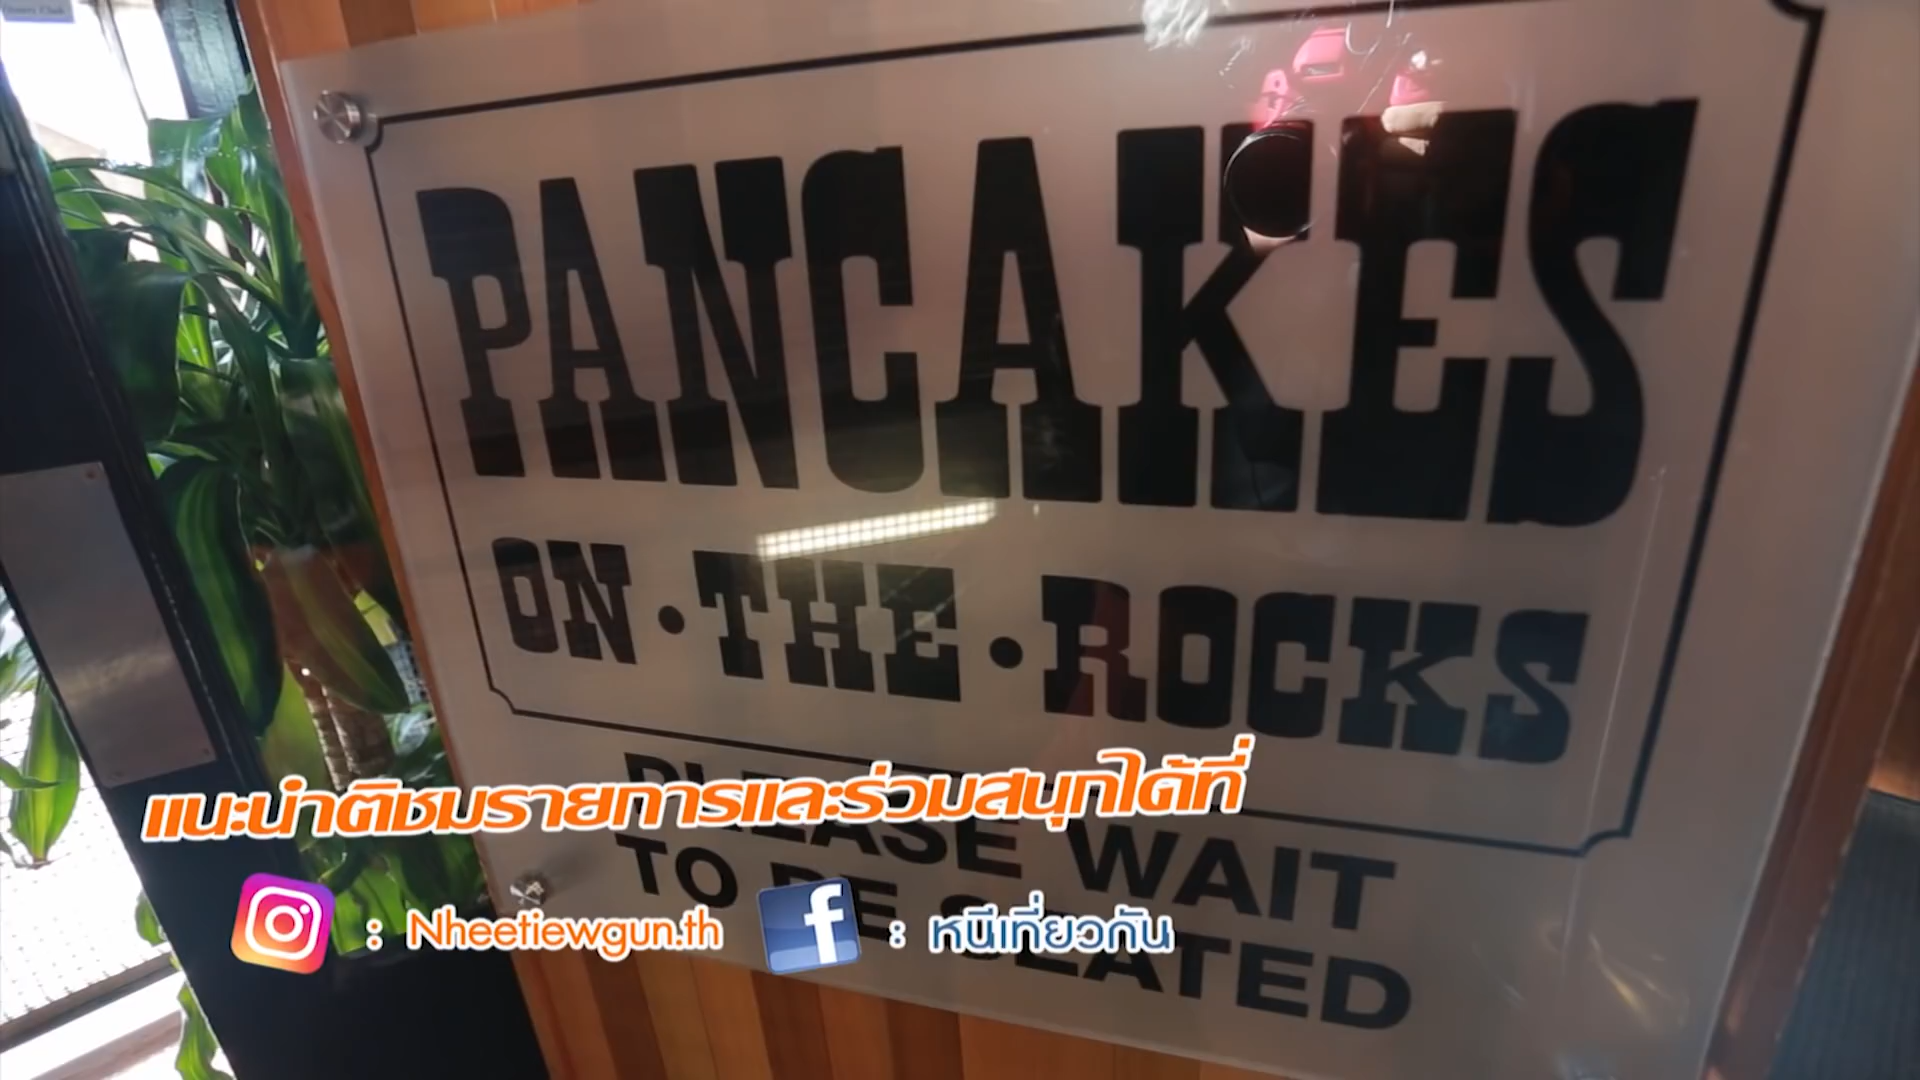 Diners Club
PANCAKES
ON • THE • ROCKS
PLEASE WAIT
TO BE SEATED
แนะนำติชมรายการและร่วมสนุกได้ที่
: Nheetiewgun.th
: หนีเที่ยวกัน